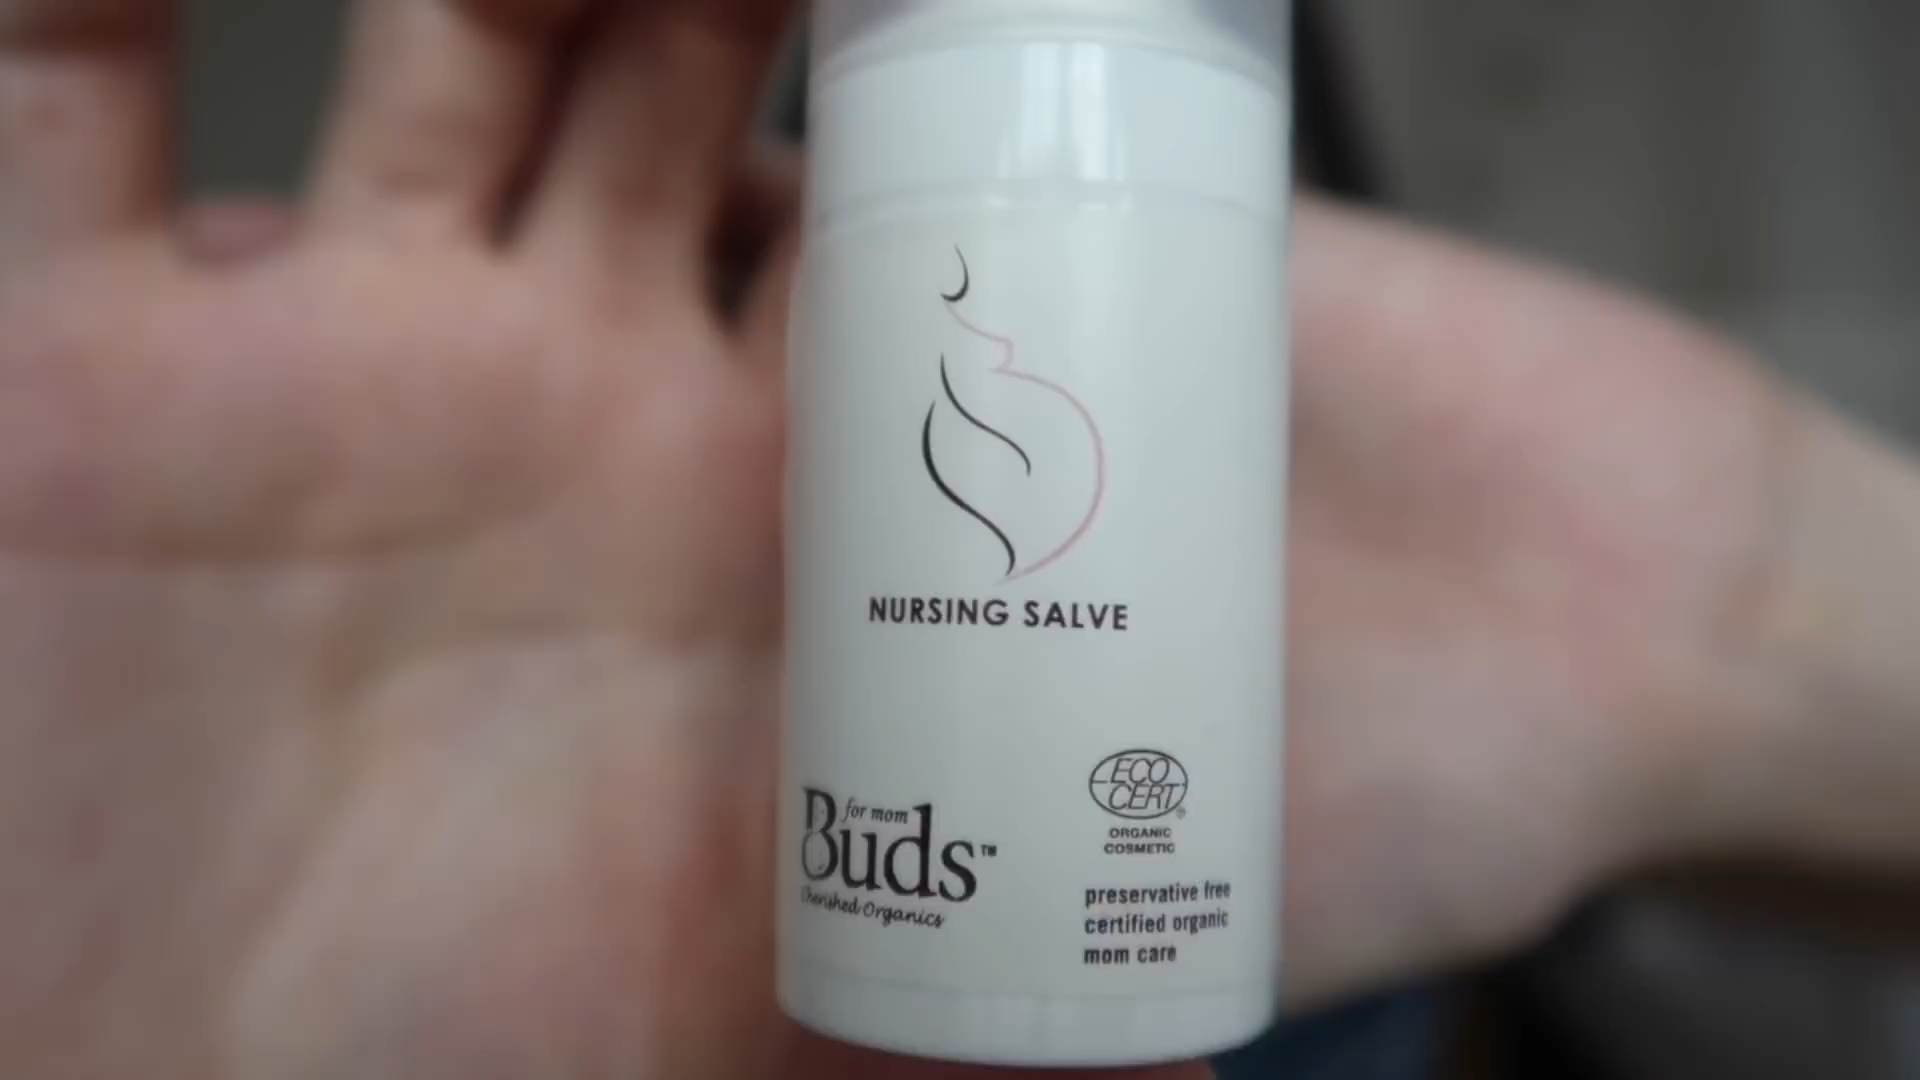 NURSING SALVE
for mom
Buds™
Cherished Organics
ECO
CERT®
ORGANIC
COSMETIC
preservative free
certified organic
mom care